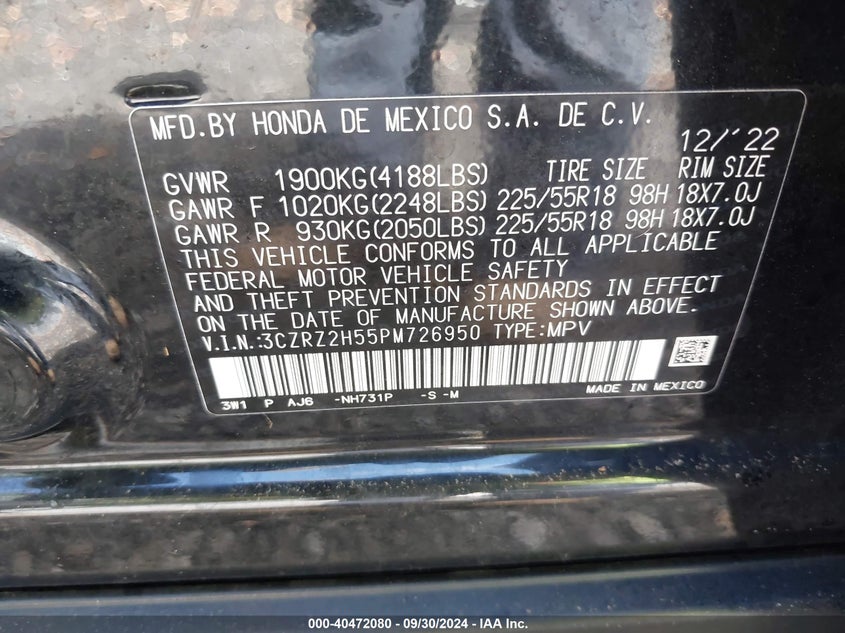 MFD.BY HONDA DE MEXICO S.A. DE C.V.
12/'22
GVWR 1900KG(4188LBS) TIRE SIZE RIM SIZE
GAWR F 1020KG(2248LBS) 225/55R18 98H 18X7.0J
GAWR R 930KG(2050LBS) 225/55R18 98H 18X7.0J
THIS VEHICLE CONFORMS TO ALL APPLICABLE
FEDERAL MOTOR VEHICLE SAFETY
AND THEFT PREVENTION STANDARDS IN EFFECT
ON THE DATE OF MANUFACTURE SHOWN ABOVE.
V.I.N.:3CZRZ2H55PM726950 TYPE:MPV
3W1 P AJ6 -NH731P -S -M MADE IN MEXICO
000-40472080 - 09/30/2024 - IAA Inc.